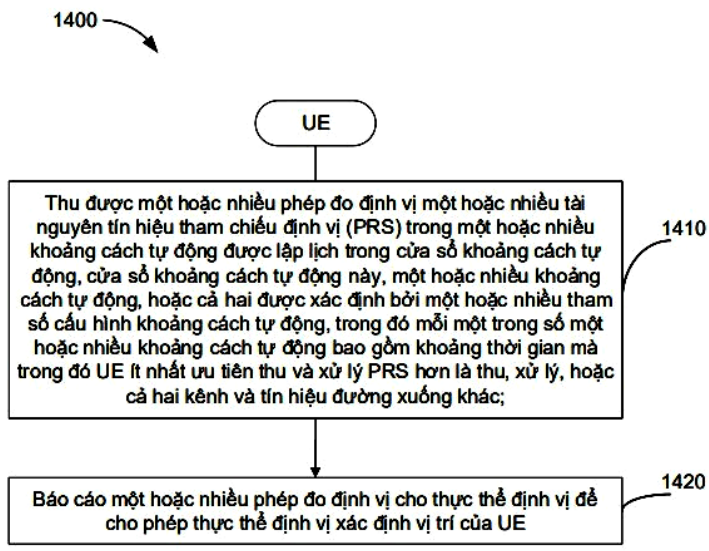 1400
UE
Thu được một hoặc nhiều phép đo định vị một hoặc nhiều tài
nguyên tín hiệu tham chiếu định vị (PRS) trong một hoặc nhiều
khoảng cách tự động được lập lịch trong cửa sổ khoảng cách tự
động, cửa sổ khoảng cách tự động này, một hoặc nhiều khoảng
cách tự động, hoặc cả hai được xác định bởi một hoặc nhiều tham
số cấu hình khoảng cách tự động, trong đó mỗi một trong số một
hoặc nhiều khoảng cách tự động bao gồm khoảng thời gian mà
trong đó UE ít nhất ưu tiên thu và xử lý PRS hơn là thu, xử lý, hoặc
cả hai kênh và tín hiệu đường xuống khác;
1410
Báo cáo một hoặc nhiều phép đo định vị cho thực thể định vị để
cho phép thực thể định vị xác định vị trí của UE
1420